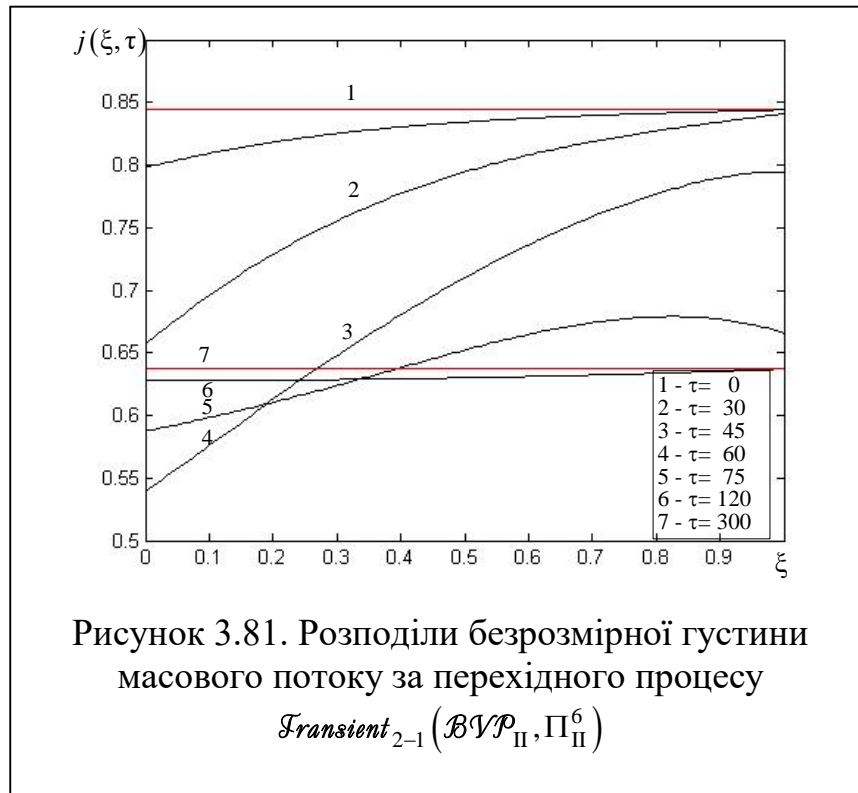 j(ξ,τ)
0.85
0.8
0.75
0.7
0.65
0.6
0.55
0.5
1
2
3
7
6
5
4
1 - τ= 0
2 - τ= 30
3 - τ= 45
4 - τ= 60
5 - τ= 75
6 - τ= 120
7 - τ= 300
0 0.1 0.2 0.3 0.4 0.5 0.6 0.7 0.8 0.9 ξ
Рисунок 3.81. Розподіли безрозмірної густини
масового потоку за перехідного процесу
𝒯ransient₂₋₁(ℬ𝒱𝒫_II, Π_II^6)